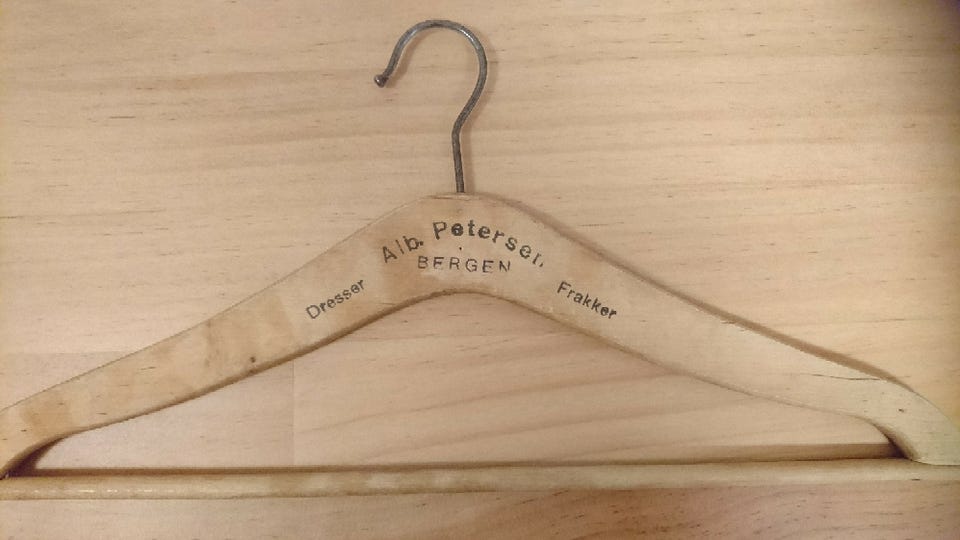 Alb. Petersen
BERGEN
Dresser
Frakker